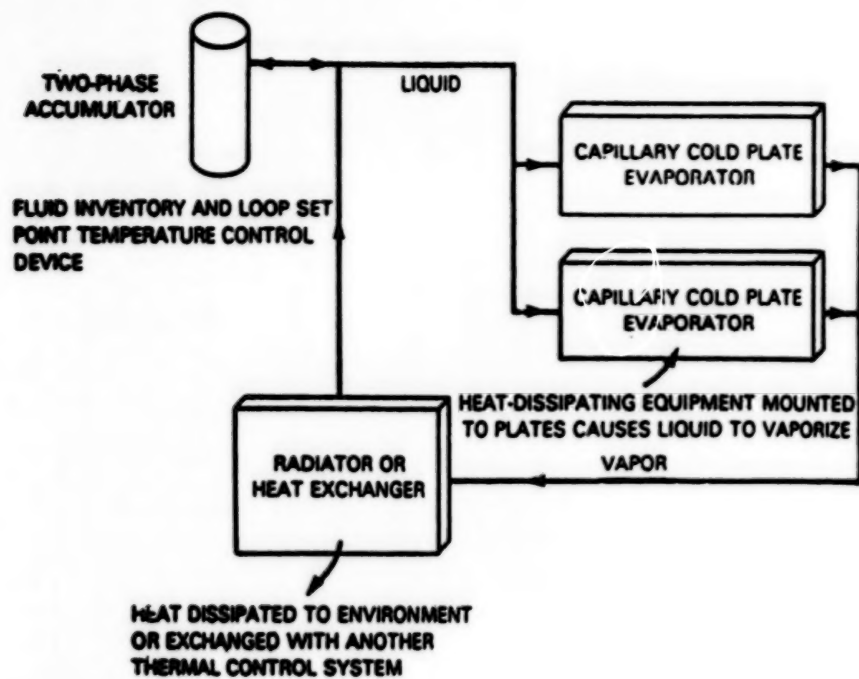 TWO-PHASE
ACCUMULATOR
LIQUID
CAPILLARY COLD PLATE
EVAPORATOR
FLUID INVENTORY AND LOOP SET
POINT TEMPERATURE CONTROL
DEVICE
CAPILLARY COLD PLATE
EVAPORATOR
HEAT-DISSIPATING EQUIPMENT MOUNTED
TO PLATES CAUSES LIQUID TO VAPORIZE
VAPOR
RADIATOR OR
HEAT EXCHANGER
HEAT DISSIPATED TO ENVIRONMENT
OR EXCHANGED WITH ANOTHER
THERMAL CONTROL SYSTEM